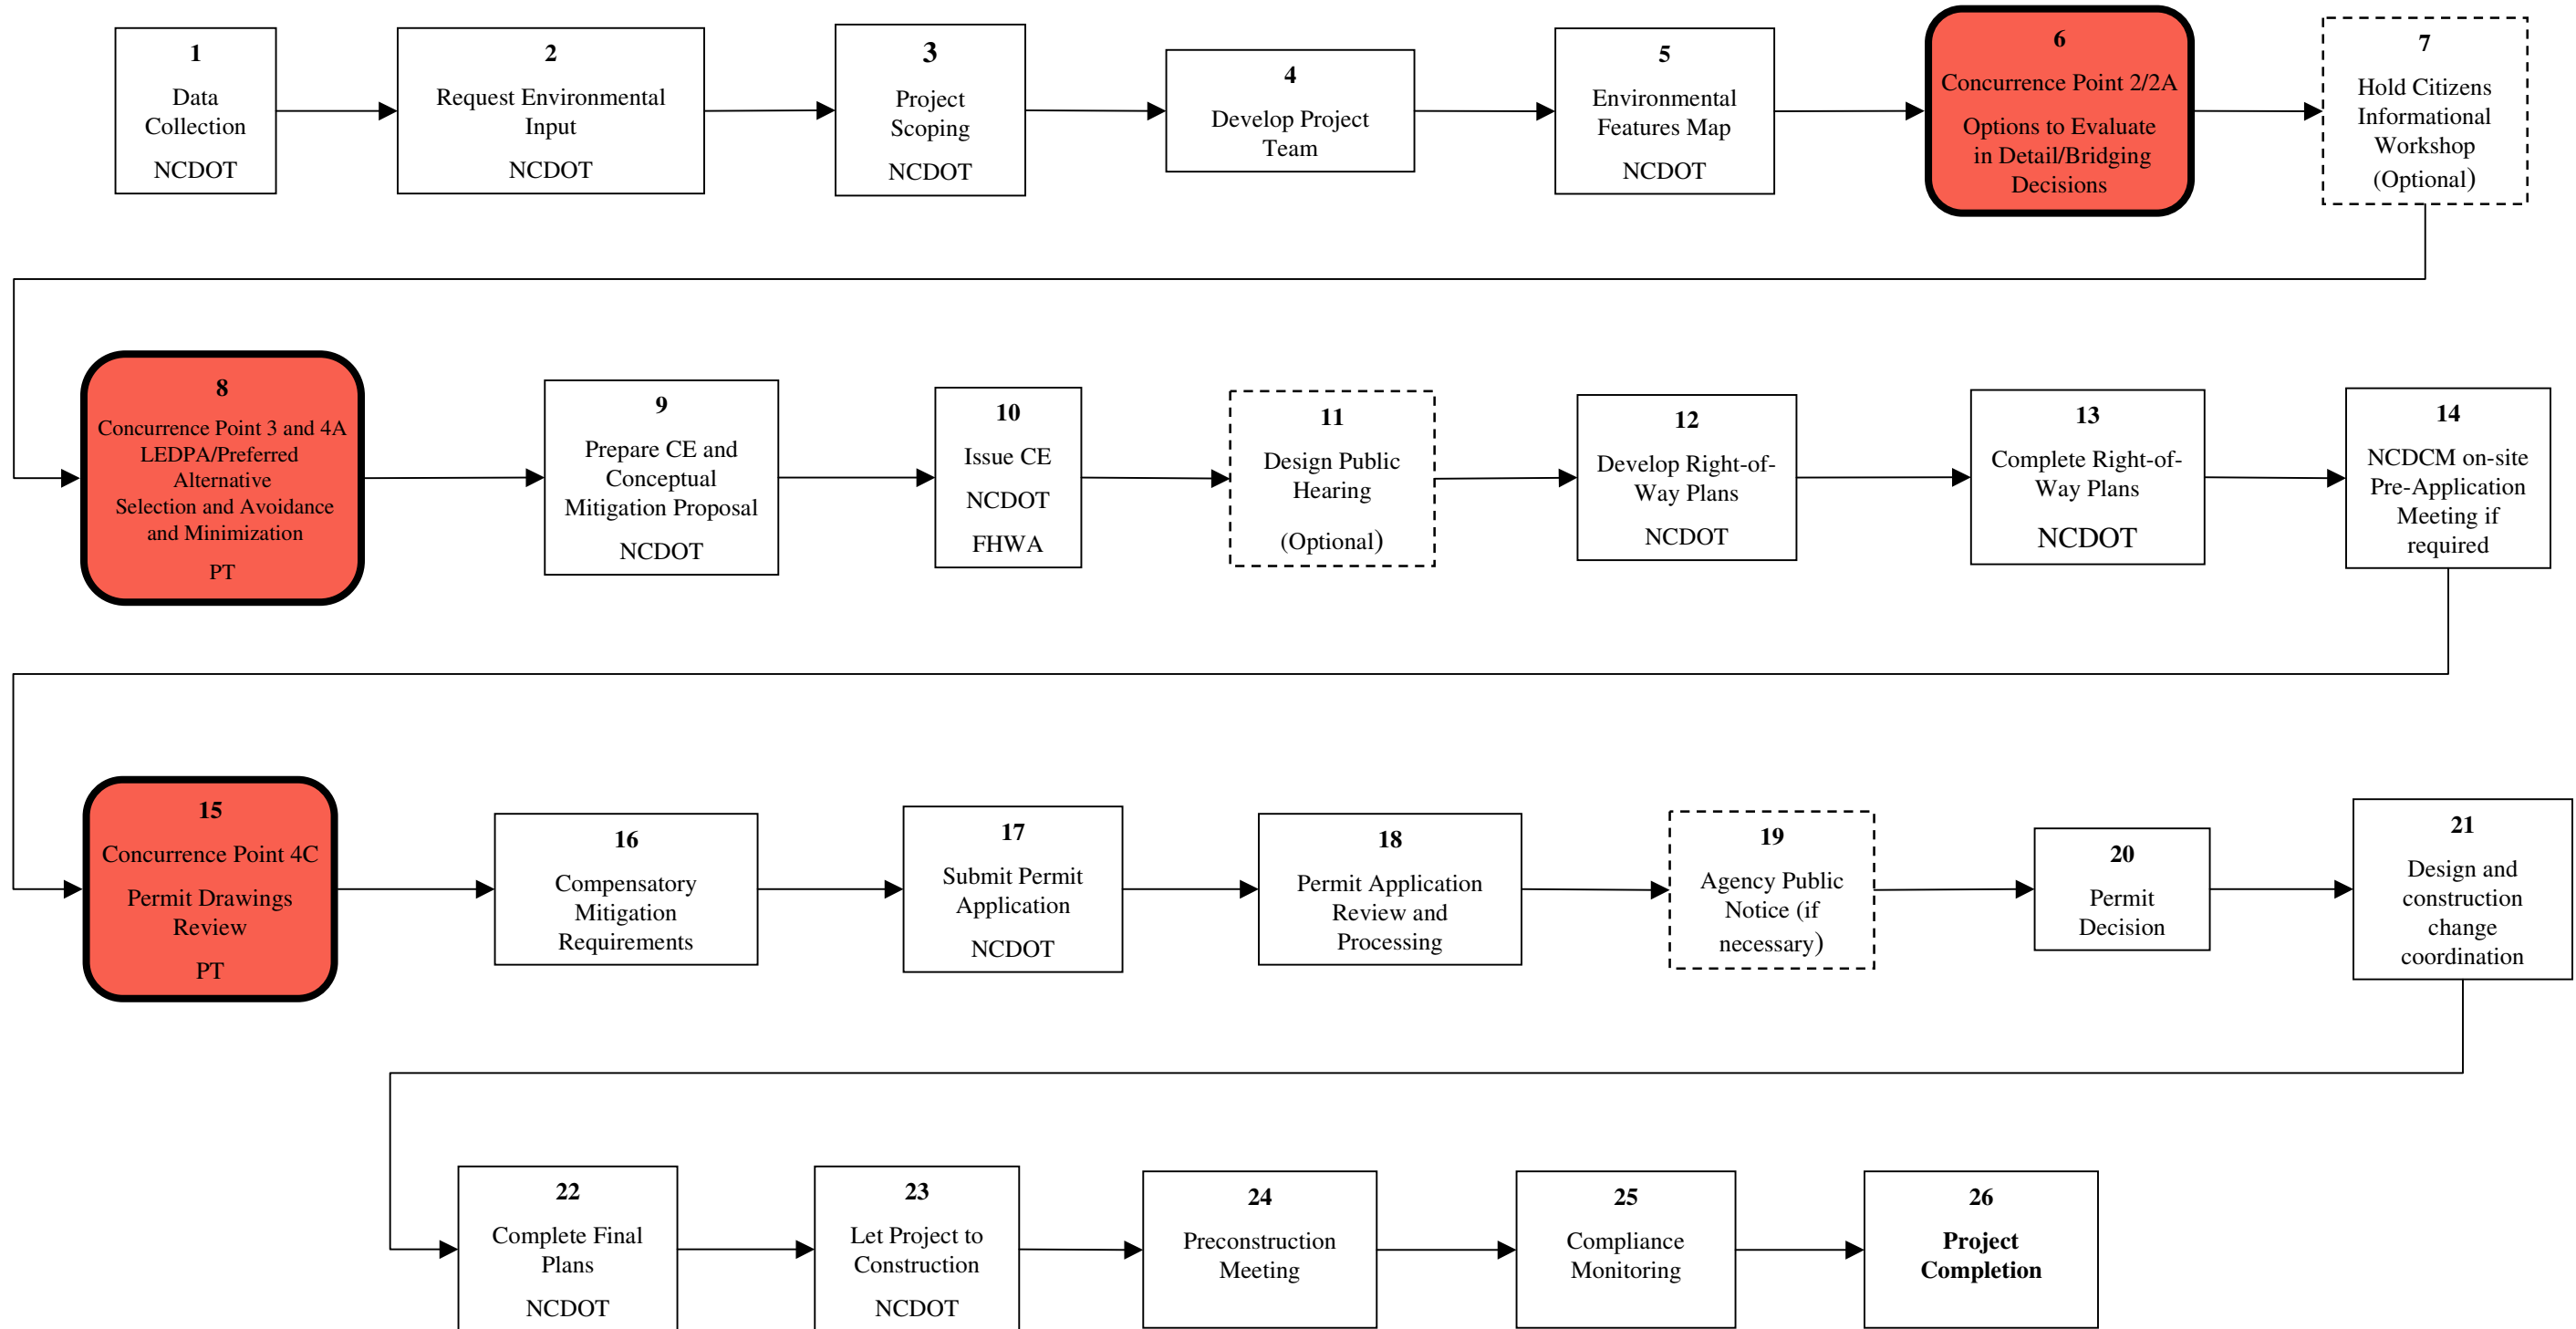 1
Data
Collection
NCDOT
2
Request Environmental
Input
NCDOT
3
Project
Scoping
NCDOT
4
Develop Project
Team
5
Environmental
Features Map
NCDOT
6
Concurrence Point 2/2A
Options to Evaluate
in Detail/Bridging
Decisions
7
Hold Citizens
Informational
Workshop
(Optional)
8
Concurrence Point 3 and 4A
LEDPA/Preferred
Alternative
Selection and Avoidance
and Minimization
PT
9
Prepare CE and
Conceptual
Mitigation Proposal
NCDOT
10
Issue CE
NCDOT
FHWA
11
Design Public
Hearing
(Optional)
12
Develop Right-of-
Way Plans
NCDOT
13
Complete Right-of-
Way Plans
NCDOT
14
NCDCM on-site
Pre-Application
Meeting if
required
15
Concurrence Point 4C
Permit Drawings
Review
PT
16
Compensatory
Mitigation
Requirements
17
Submit Permit
Application
NCDOT
18
Permit Application
Review and
Processing
19
Agency Public
Notice (if
necessary)
20
Permit
Decision
21
Design and
construction
change
coordination
22
Complete Final
Plans
NCDOT
23
Let Project to
Construction
NCDOT
24
Preconstruction
Meeting
25
Compliance
Monitoring
26
Project
Completion